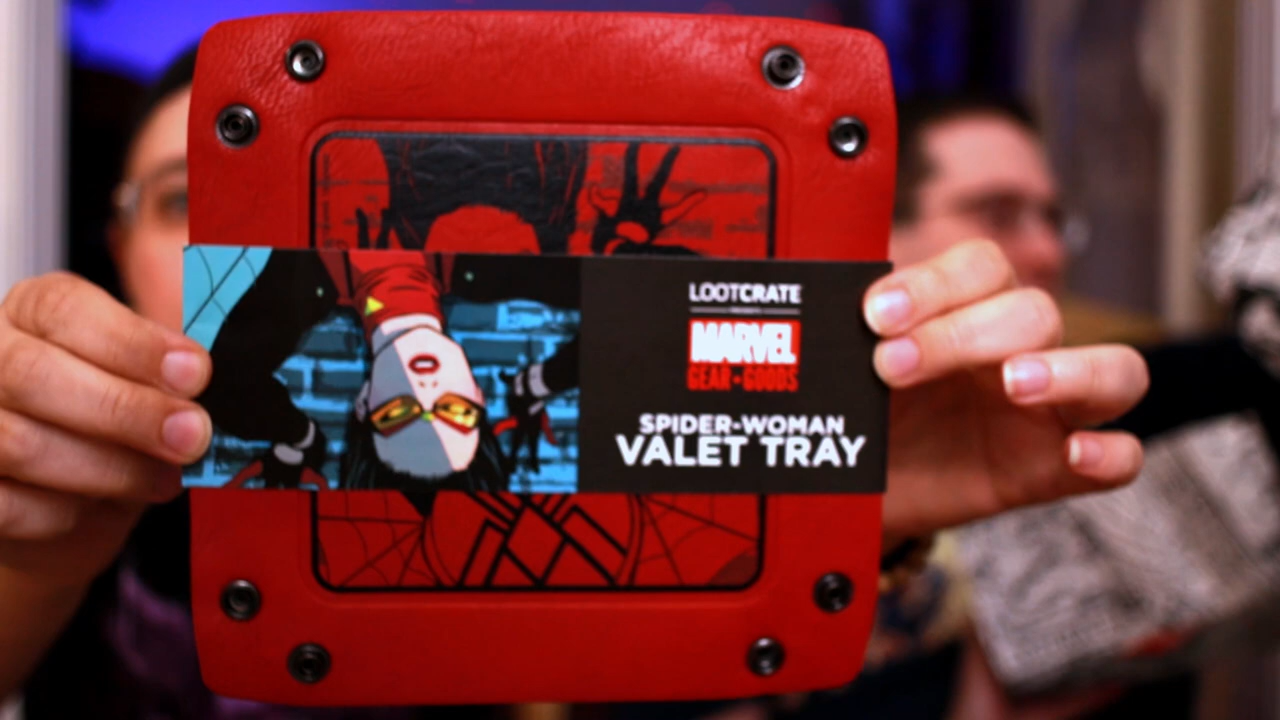 LOOTCRATE
MARVEL
GEAR + GOODS
SPIDER-WOMAN
VALET TRAY